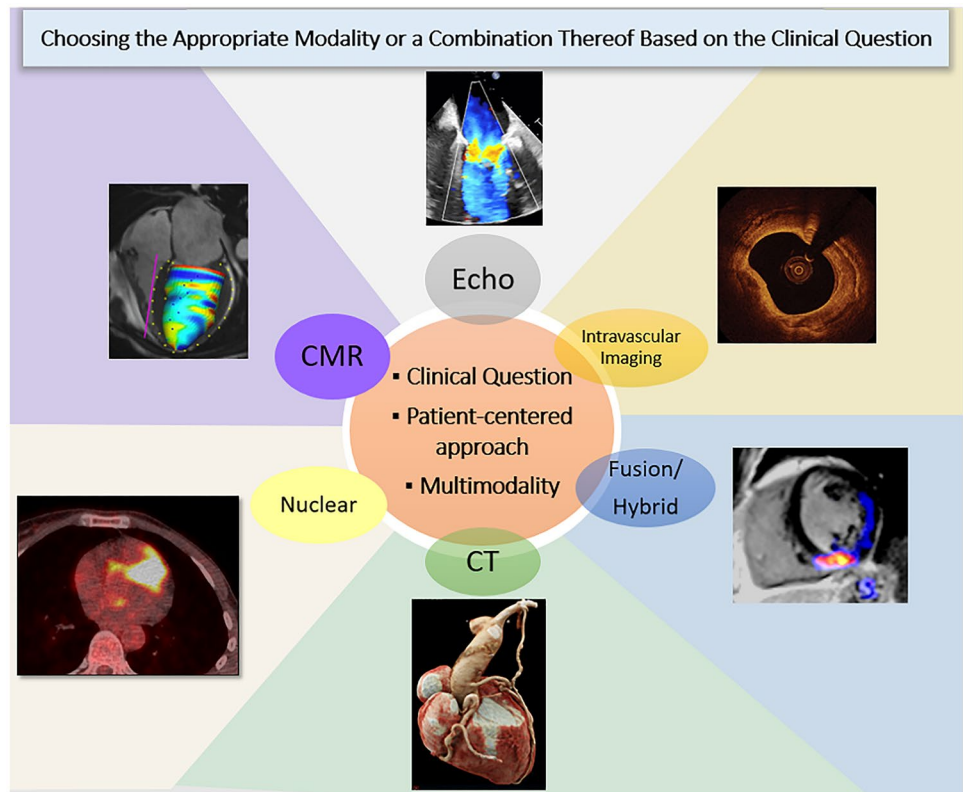 Choosing the Appropriate Modality or a Combination Thereof Based on the Clinical Question
Echo
Intravascular
Imaging
CMR
▪ Clinical Question
▪ Patient-centered
approach
▪ Multimodality
Fusion/
Hybrid
Nuclear
CT
S